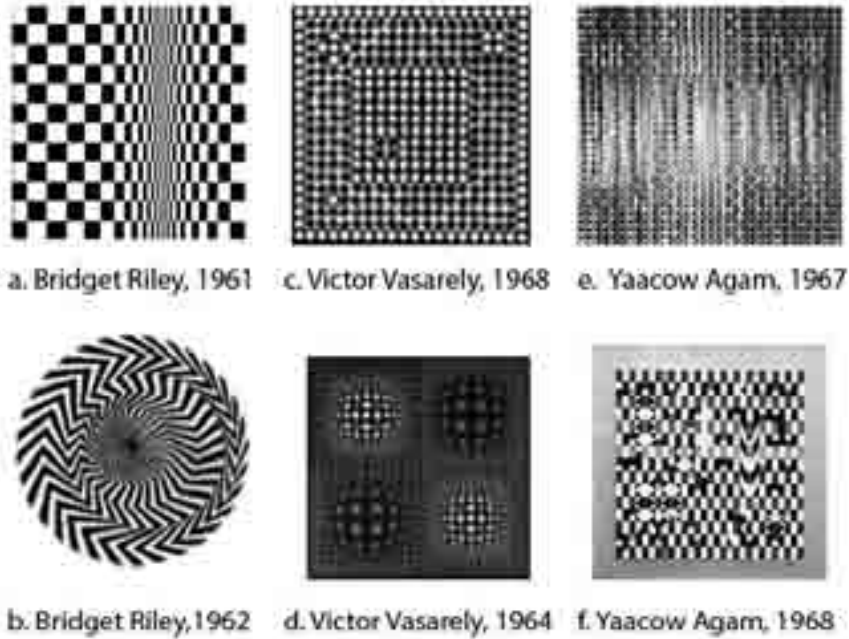 a. Bridget Riley, 1961 c. Victor Vasarely, 1968 e. Yaacow Agam, 1967
b. Bridget Riley,1962 d. Victor Vasarely, 1964 f. Yaacow Agam, 1968